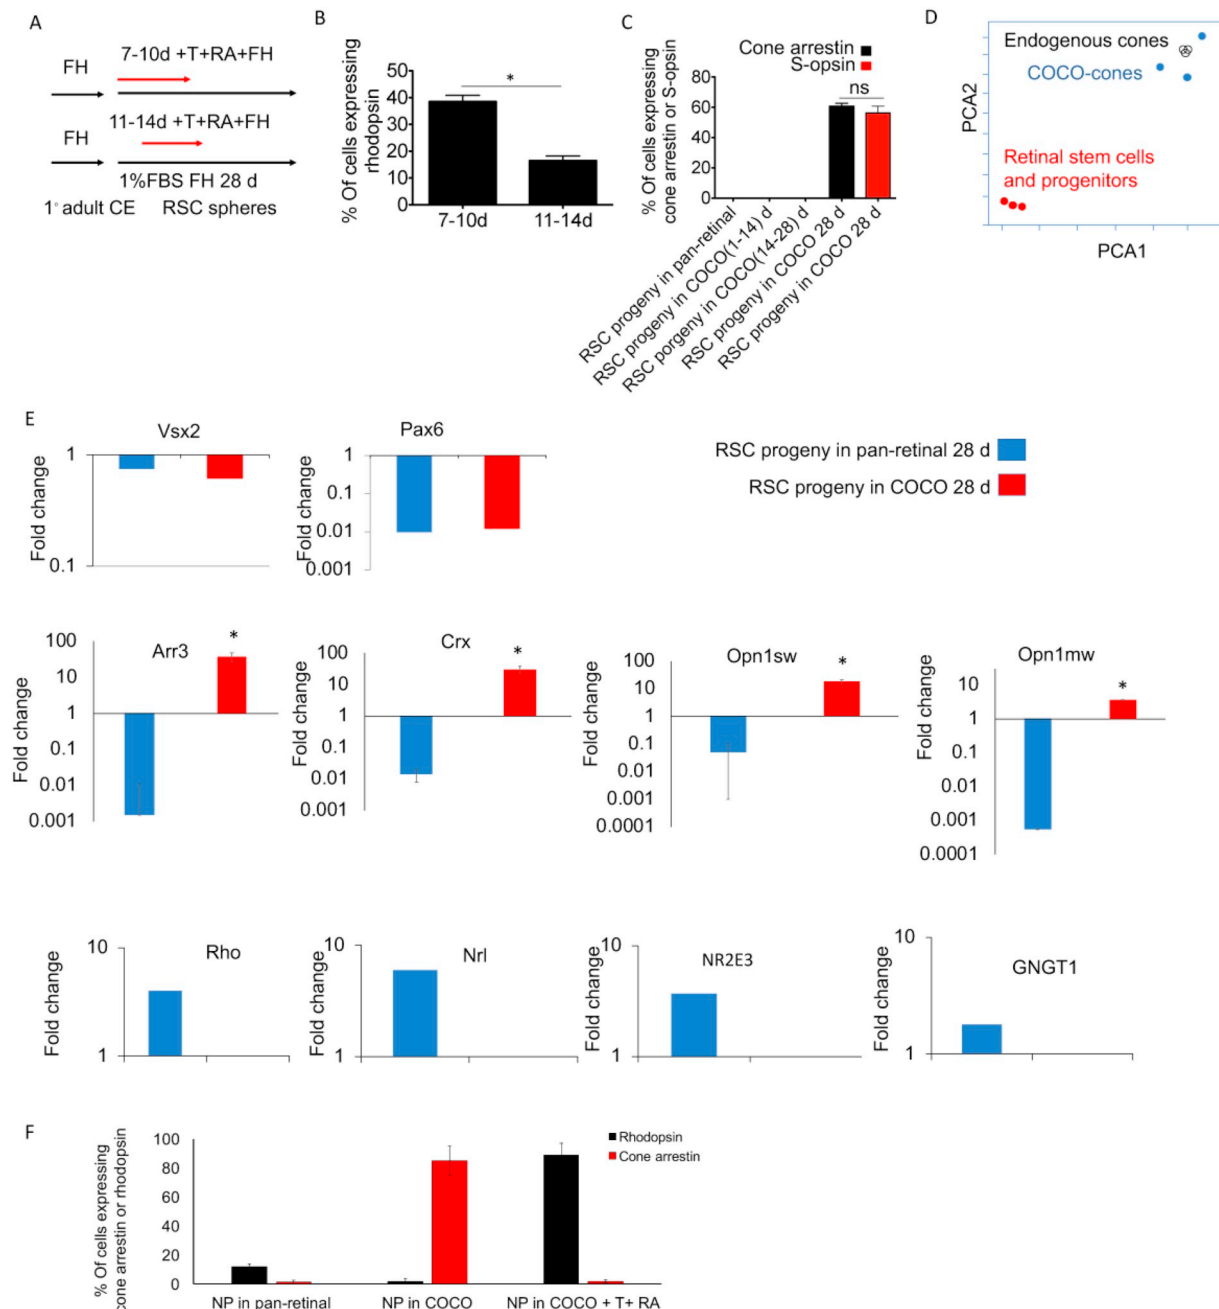 A
FH
7-10d +T+RA+FH
11-14d +T+RA+FH
FH
1%FBS FH 28 d
1° adult CE
RSC spheres
B
% Of cells expressing
rhodopsin
50
40
30
20
10
0
*
7-10d
11-14d
C
Cone arrestin
S-opsin
% Of cells expressing
cone arrestin or S-opsin
80
60
40
20
0
ns
RSC progeny in pan-retinal
RSC progeny in COCO(1-14) d
RSC porgeny in COCO(14-28) d
RSC progeny in COCO 28 d
RSC progeny in COCO 28 d
D
Endogenous cones
COCO-cones
Retinal stem cells
and progenitors
PCA2
PCA1
E
Vsx2
Fold change
1
0.1
Pax6
Fold change
1
0.1
0.01
0.001
RSC progeny in pan-retinal 28 d
RSC progeny in COCO 28 d
Arr3
Fold change
100
10
1
0.1
0.01
0.001
*
Crx
Fold change
100
10
1
0.1
0.01
0.001
*
Opn1sw
Fold change
100
10
1
0.1
0.01
0.001
0.0001
*
Opn1mw
Fold change
10
1
0.1
0.01
0.001
0.0001
*
Rho
Fold change
10
1
Nrl
Fold change
10
1
NR2E3
Fold change
10
1
GNGT1
Fold change
10
1
F
% Of cells expressing
cone arrestin or rhodopsin
100
80
60
40
20
0
Rhodopsin
Cone arrestin
NP in pan-retinal
NP in COCO
NP in COCO + T+ RA